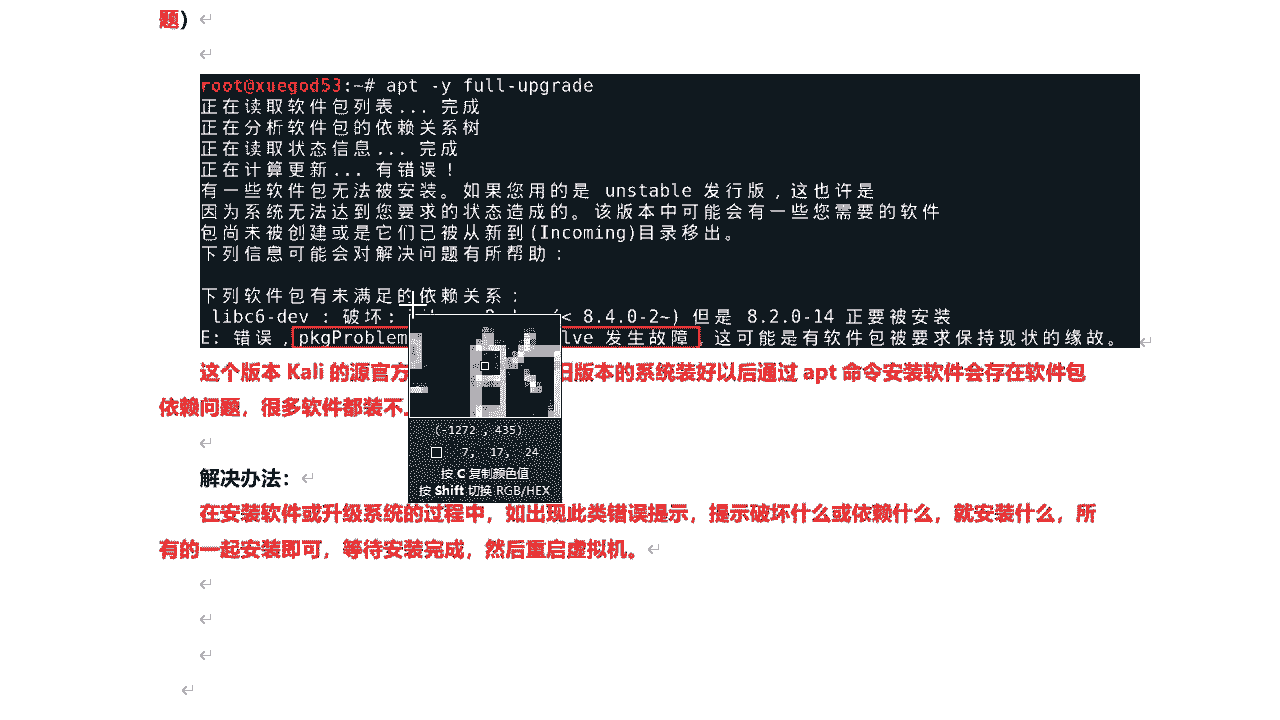 题）
root@xuegod53:~# apt -y full-upgrade
正在读取软件包列表... 完成
正在分析软件包的依赖关系树
正在读取状态信息... 完成
正在计算更新... 有错误！
有一些软件包无法被安装。如果您用的是 unstable 发行版，这也许是
因为系统无法达到您要求的状态造成的。该版本中可能会有一些您需要的软件
包尚未被创建或是它们已被从新到(Incoming)目录移出。
下列信息可能会对解决问题有所帮助：
下列软件包有未满足的依赖关系：
libc6-dev : 破坏: (< 8.4.0-2~) 但是 8.2.0-14 正要被安装
E: 错误，pkgProblem lve 发生故障，这可能是有软件包被要求保持现状的缘故。
这个版本 Kali 的源官方 旧版本的系统装好以后通过 apt 命令安装软件会存在软件包
依赖问题，很多软件都装不
(-1272 , 435)
7, 17, 24
按 C 复制颜色值
按 Shift 切换 RGB/HEX
解决办法：
在安装软件或升级系统的过程中，如出现此类错误提示，提示破坏什么或依赖什么，就安装什么，所
有的一起安装即可，等待安装完成，然后重启虚拟机。